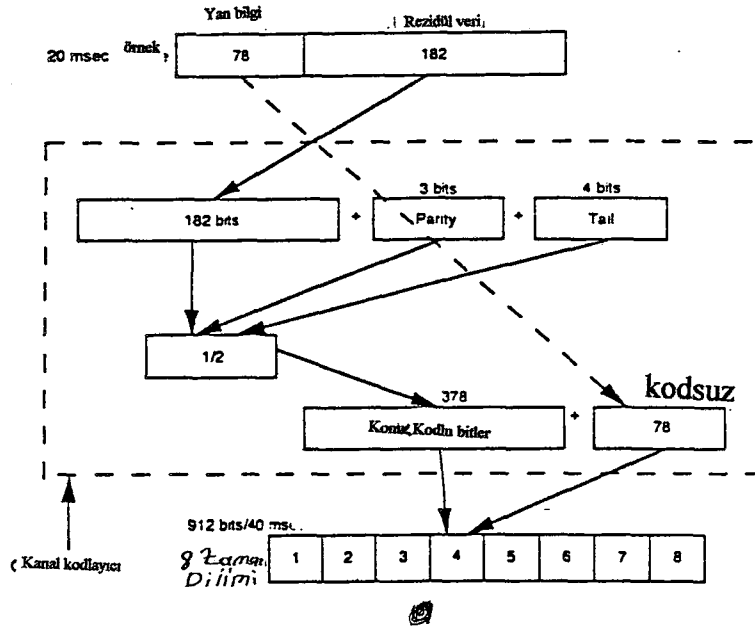 Yan bilgi
Rezidül veri
20 msec örnek
78
182
3 bits
4 bits
182 bits
+
Parity
+
Tail
1/2
378
kodsuz
Kodlu bitler
+
78
912 bits/40 msc.
8 Zaman
Dilimi
1 2 3 4 5 6 7 8
Kanal kodlayıcı